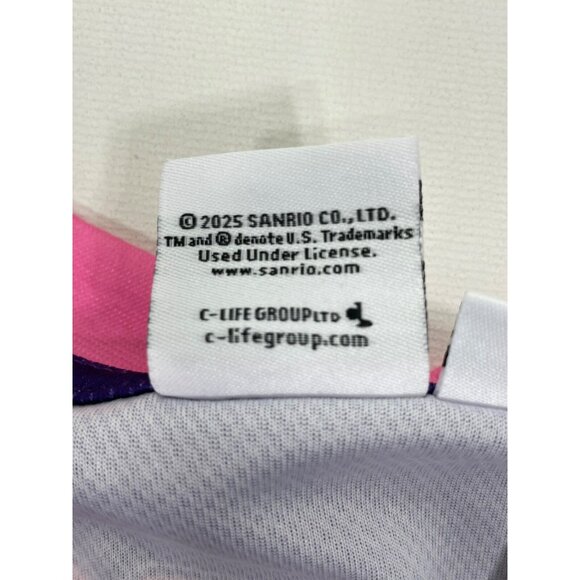 © 2025 SANRIO CO., LTD.
TM and ® denote U.S. Trademarks
Used Under License.
www.sanrio.com
C-LIFE GROUP LTD
c-lifegroup.com